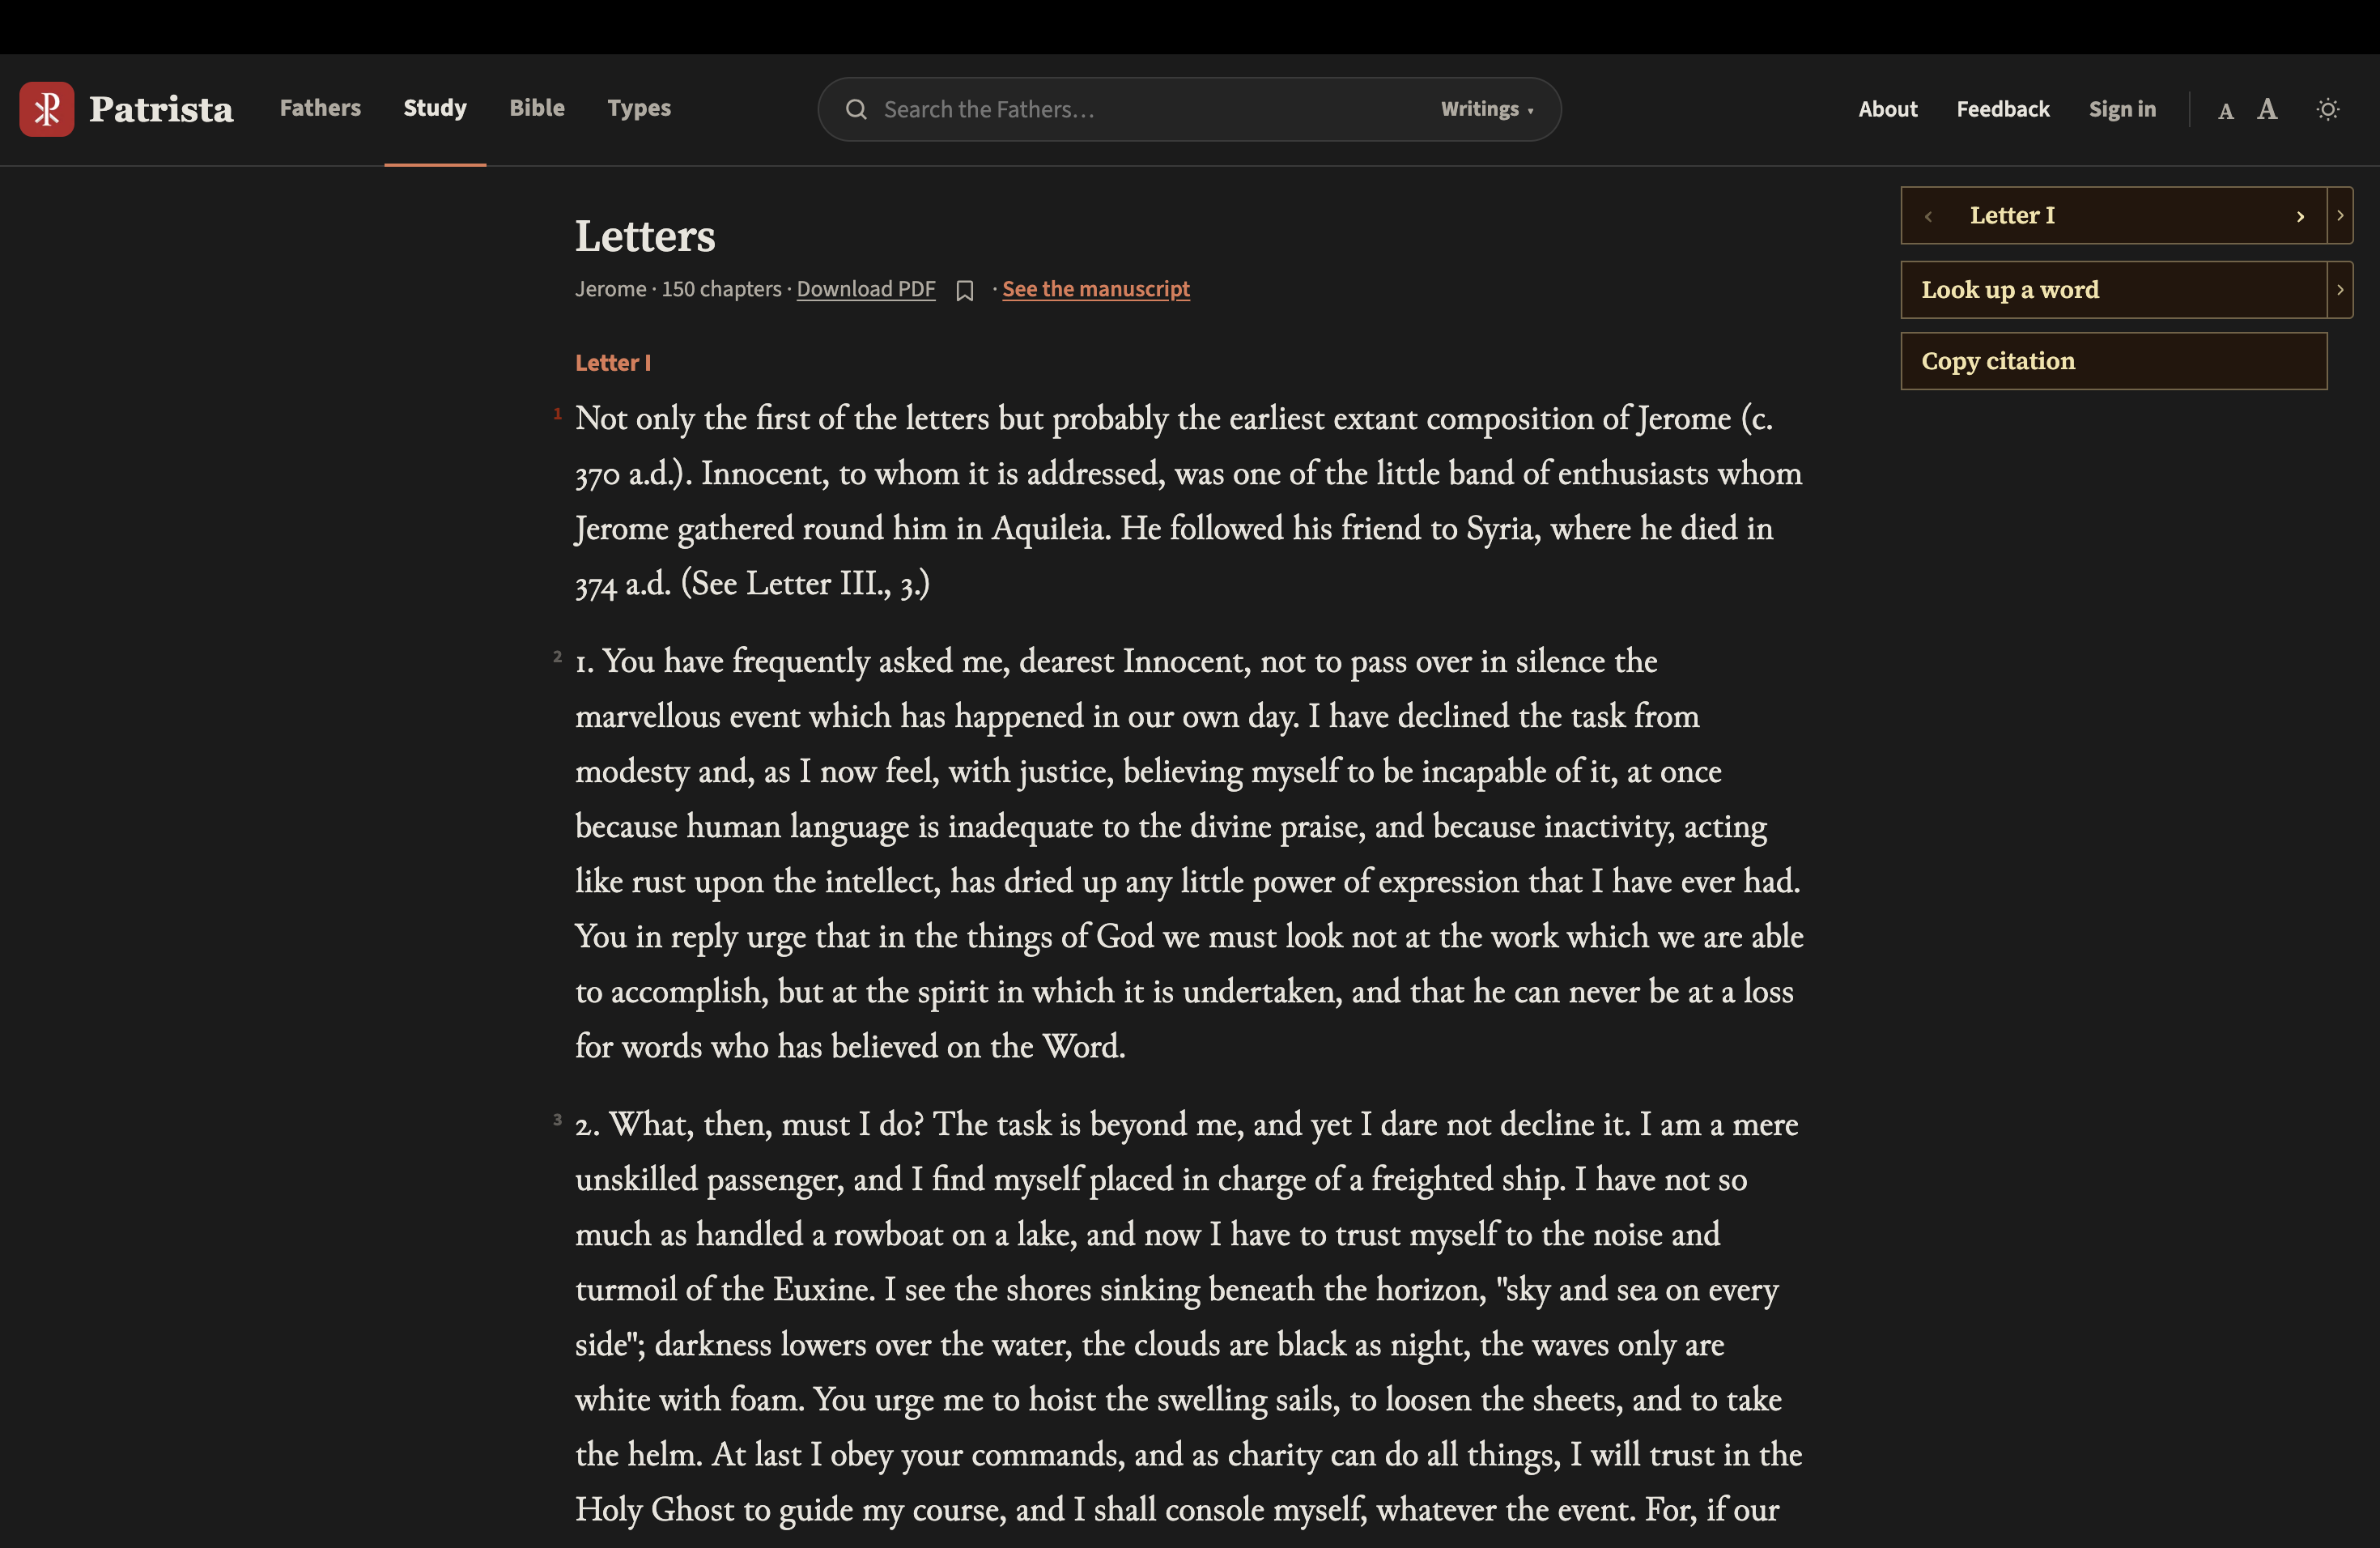 Patrista
Fathers
Study
Bible
Types
Search the Fathers…
Writings ▾
About
Feedback
Sign in
A A
Letters
Jerome · 150 chapters · Download PDF · See the manuscript
‹ Letter I › ›
Look up a word ›
Copy citation
Letter I
1 Not only the first of the letters but probably the earliest extant composition of Jerome (c.
370 a.d.). Innocent, to whom it is addressed, was one of the little band of enthusiasts whom
Jerome gathered round him in Aquileia. He followed his friend to Syria, where he died in
374 a.d. (See Letter III., 3.)
2 1. You have frequently asked me, dearest Innocent, not to pass over in silence the
marvellous event which has happened in our own day. I have declined the task from
modesty and, as I now feel, with justice, believing myself to be incapable of it, at once
because human language is inadequate to the divine praise, and because inactivity, acting
like rust upon the intellect, has dried up any little power of expression that I have ever had.
You in reply urge that in the things of God we must look not at the work which we are able
to accomplish, but at the spirit in which it is undertaken, and that he can never be at a loss
for words who has believed on the Word.
3 2. What, then, must I do? The task is beyond me, and yet I dare not decline it. I am a mere
unskilled passenger, and I find myself placed in charge of a freighted ship. I have not so
much as handled a rowboat on a lake, and now I have to trust myself to the noise and
turmoil of the Euxine. I see the shores sinking beneath the horizon, "sky and sea on every
side"; darkness lowers over the water, the clouds are black as night, the waves only are
white with foam. You urge me to hoist the swelling sails, to loosen the sheets, and to take
the helm. At last I obey your commands, and as charity can do all things, I will trust in the
Holy Ghost to guide my course, and I shall console myself, whatever the event. For, if our